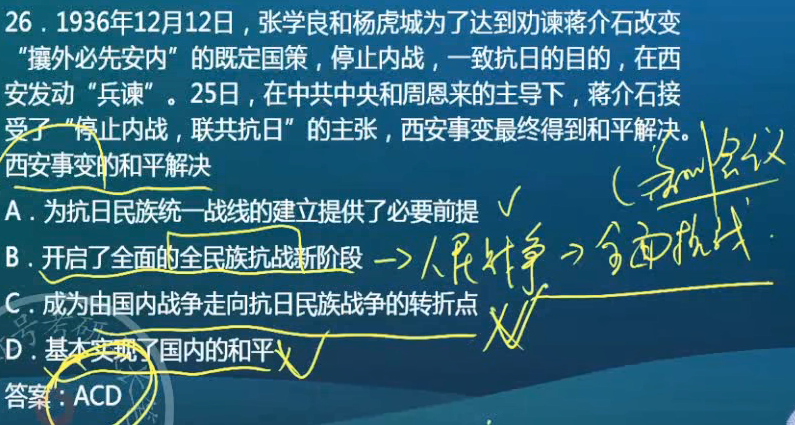 26．1936年12月12日，张学良和杨虎城为了达到劝谏蒋介石改变
“攘外必先安内”的既定国策，停止内战，一致抗日的目的，在西
安发动“兵谏”。25日，在中共中央和周恩来的主导下，蒋介石接
受了“停止内战，联共抗日”的主张，西安事变最终得到和平解决。
西安事变的和平解决
会议
A．为抗日民族统一战线的建立提供了必要前提
B．开启了全面的全民族抗战新阶段 → 人民战争 → 全面抗战
C．成为由国内战争走向抗日民族战争的转折点
D．基本实现了国内的和平
答案：ACD
考研